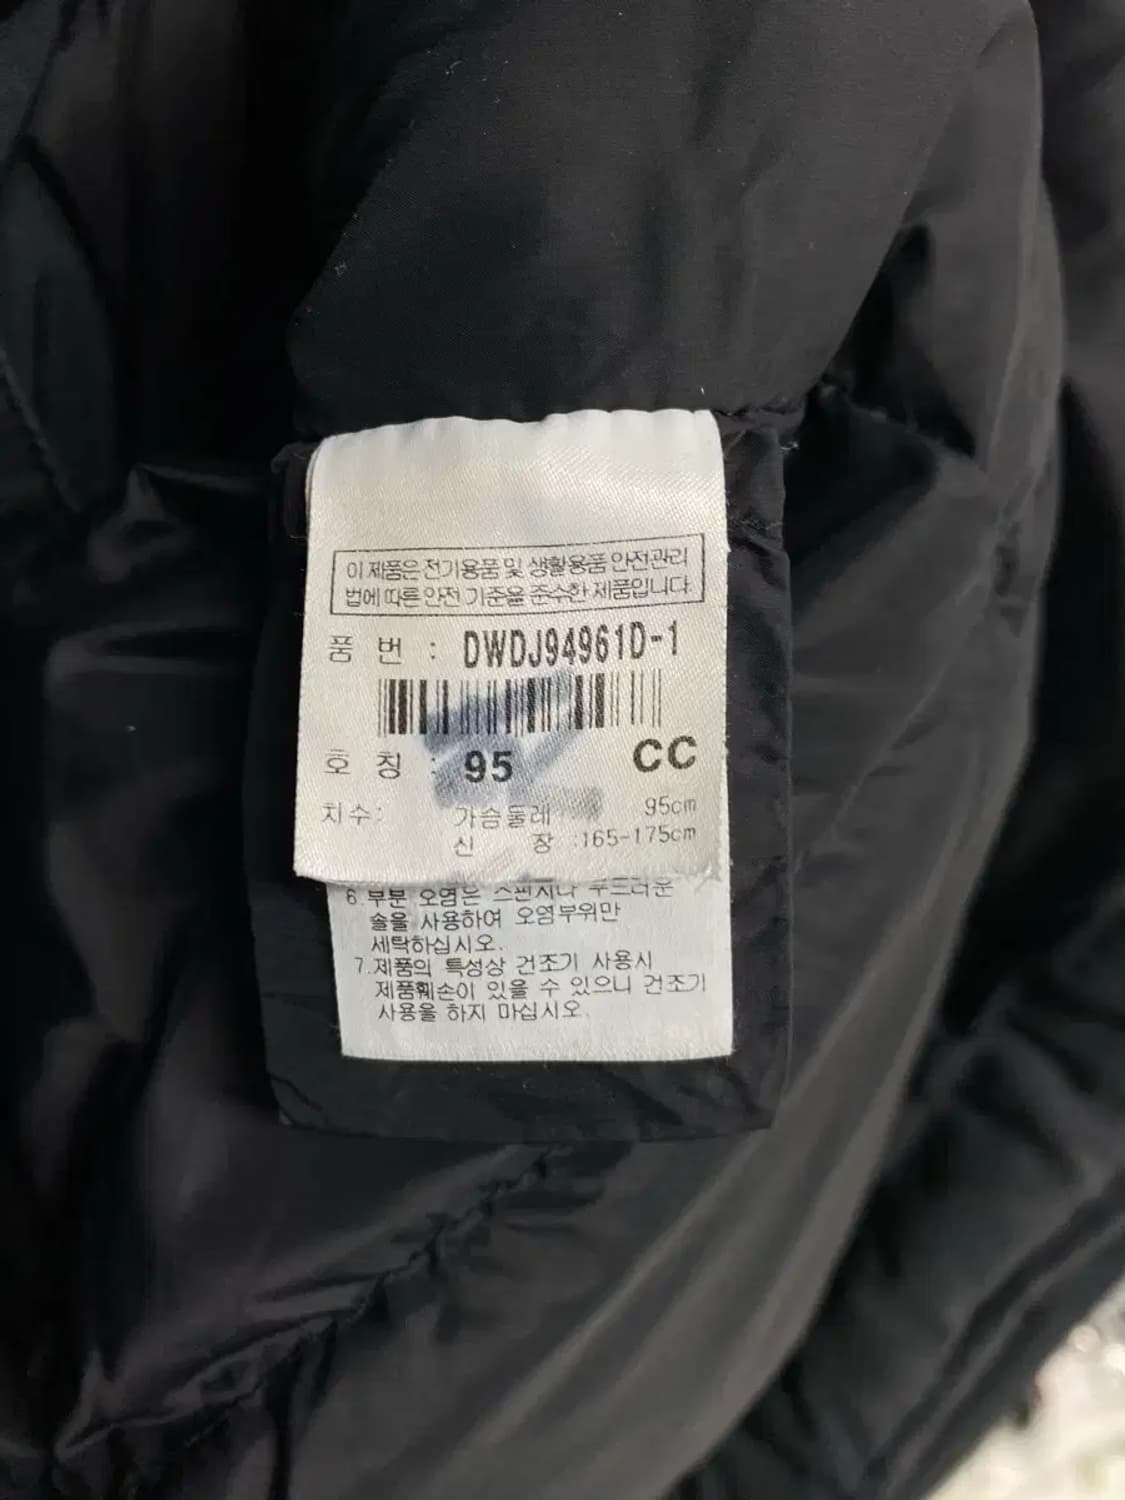 이 제품은 전기용품 및 생활용품 안전관리
법에 따른 안전 기준을 준수한 제품입니다.
품 번 : DWDJ94961D-1
호 칭 : 95 CC
치수: 가슴둘레 95cm
신 장 :165-175cm
6.부분 오염은 스펀지나 부드러운
솔을 사용하여 오염부위만
세탁하십시오.
7.제품의 특성상 건조기 사용시
제품훼손이 있을 수 있으니 건조기
사용을 하지 마십시오.